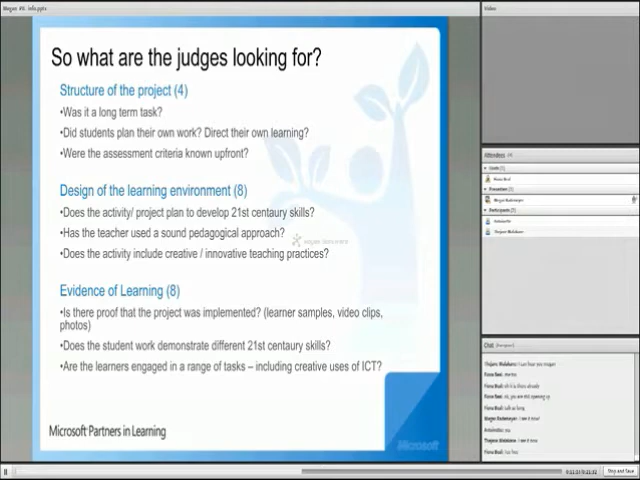 So what are the judges looking for?
Structure of the project (4)
•Was it a long term task?
•Did students plan their own work? Direct their own learning?
•Were the assessment criteria known upfront?
Design of the learning environment (8)
•Does the activity/ project plan to develop 21st centaury skills?
•Has the teacher used a sound pedagogical approach?
•Does the activity include creative / innovative teaching practices?
Evidence of Learning (8)
•Is there proof that the project was implemented? (learner samples, video clips,
photos)
•Does the student work demonstrate different 21st centaury skills?
•Are the learners engaged in a range of tasks – including creative uses of ICT?
Microsoft Partners in Learning
Microsoft
Video
Attendees
Chat
Stop and Save